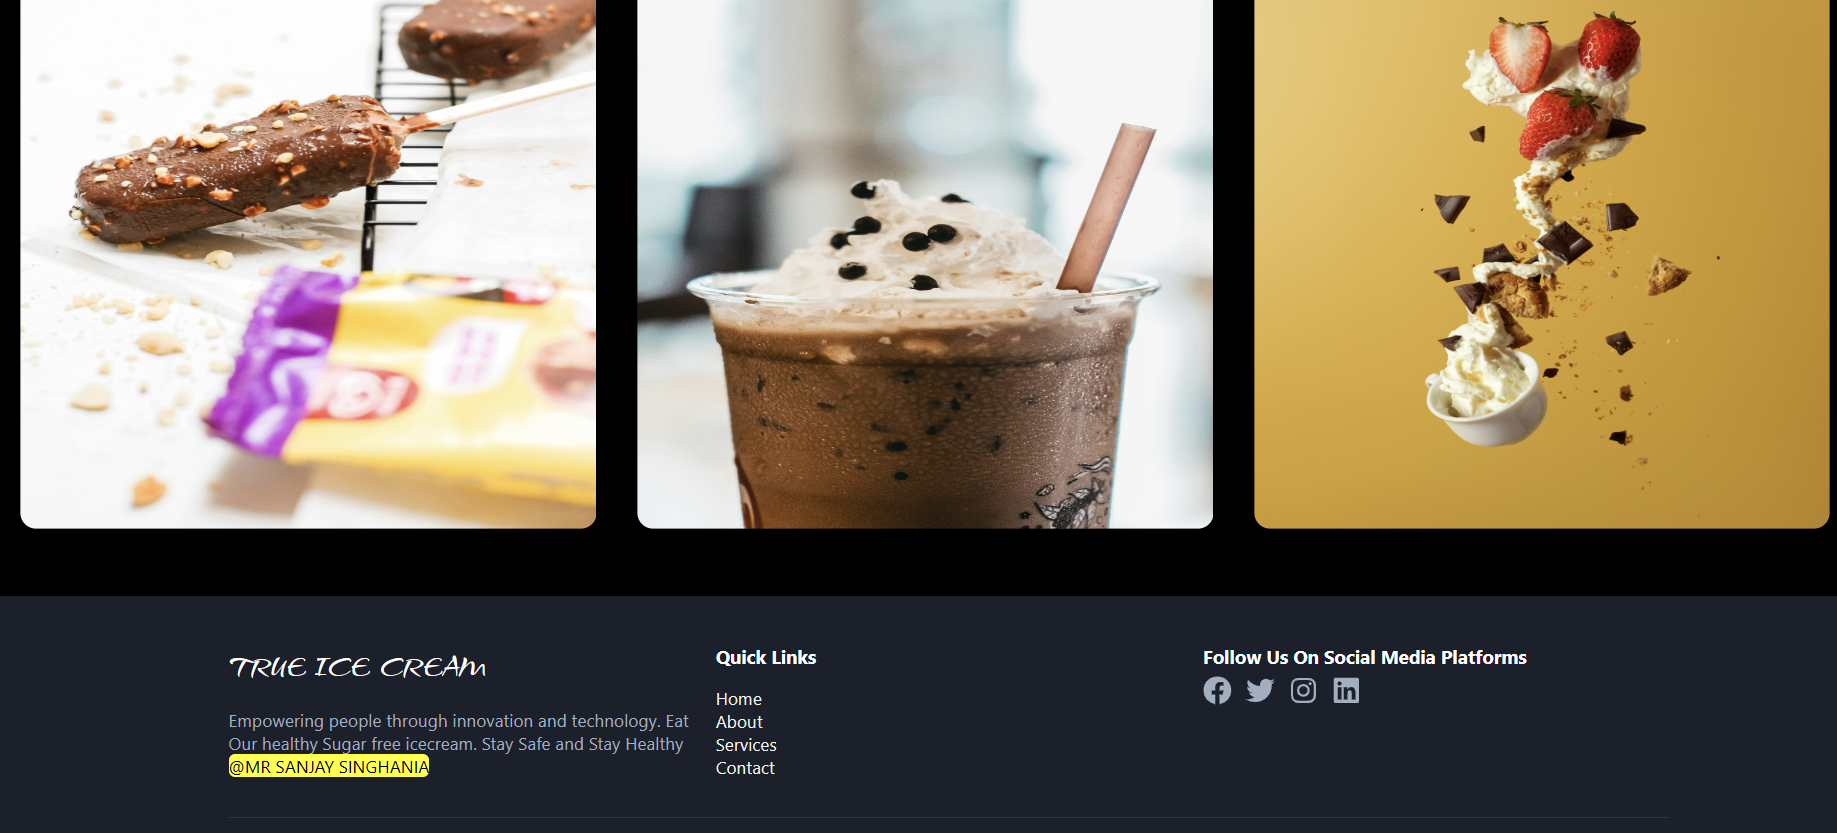 TRUE ICE CREAM
Empowering people through innovation and technology. Eat
Our healthy Sugar free icecream. Stay Safe and Stay Healthy
@MR SANJAY SINGHANIA
Quick Links
Home
About
Services
Contact
Follow Us On Social Media Platforms